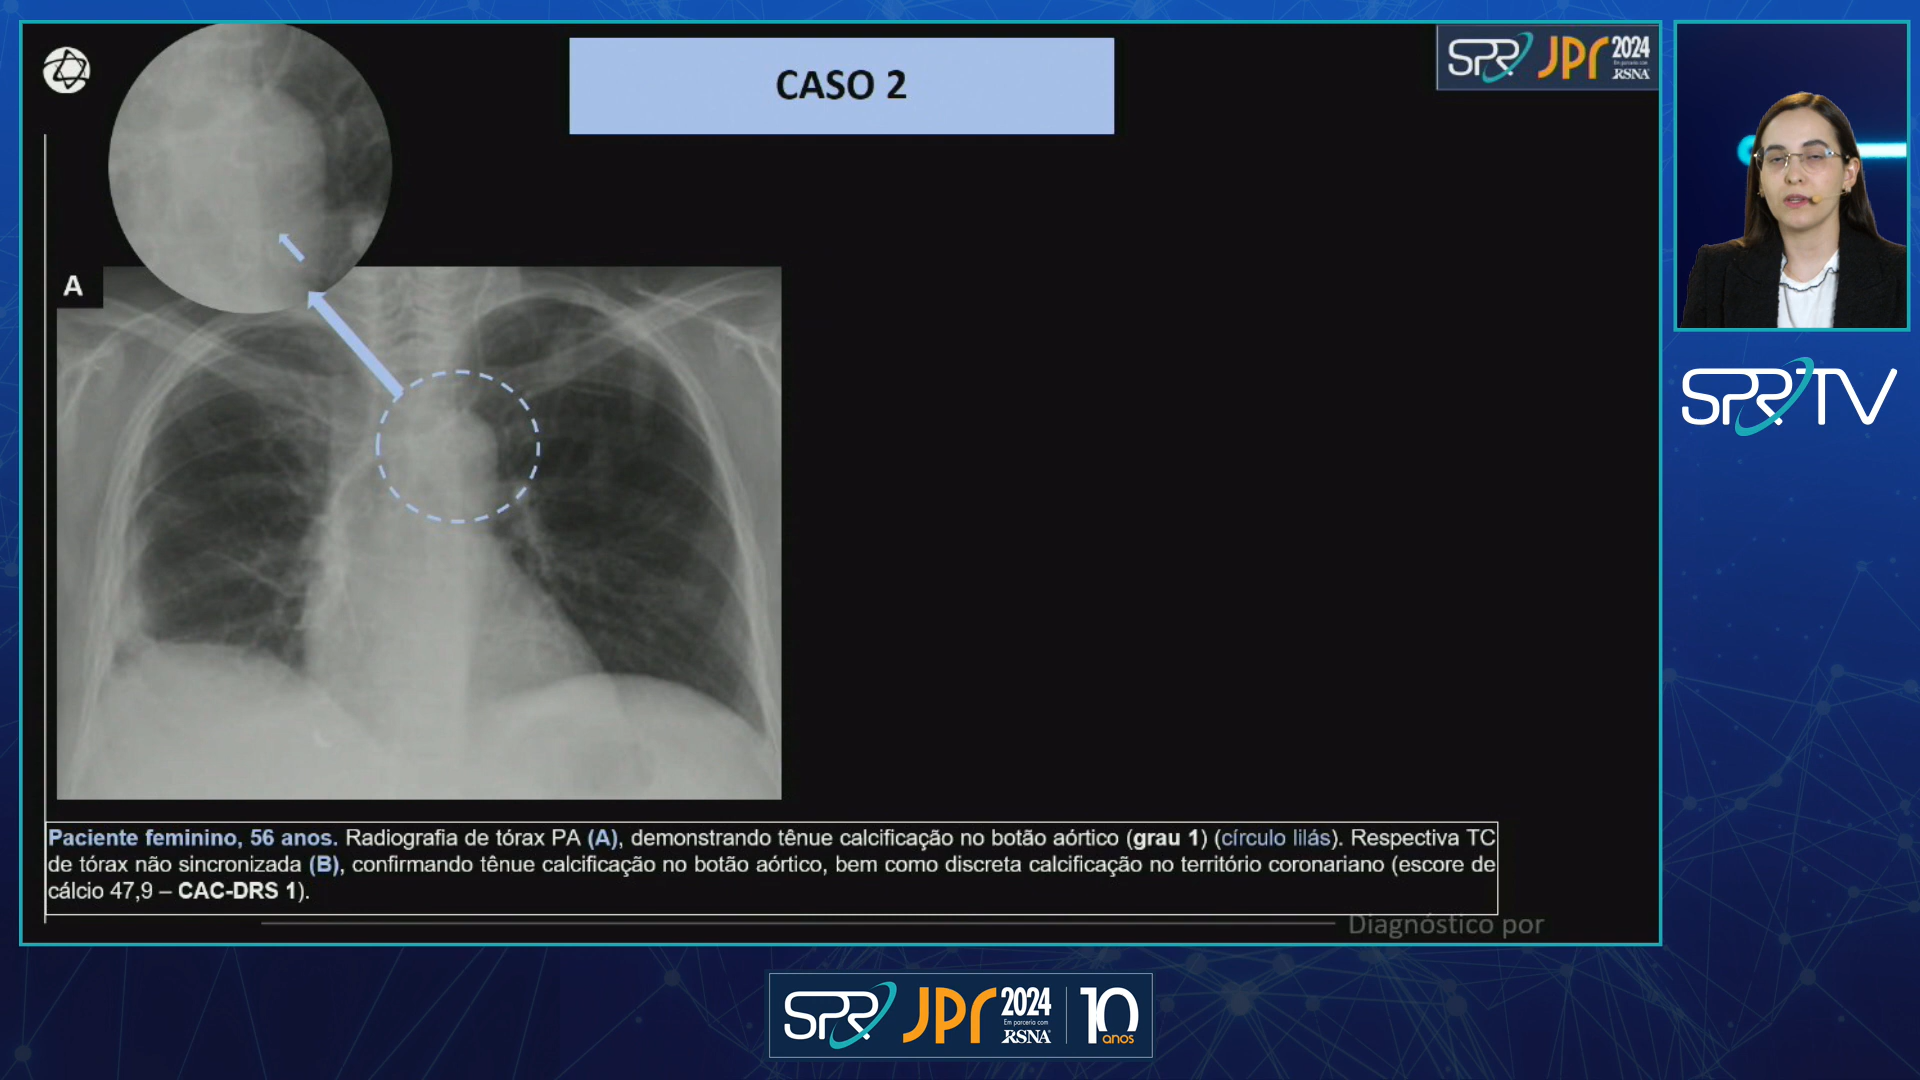 CASO 2
SPR JPR 2024
Em parceria com
RSNA
A
SPR TV
Paciente feminino, 56 anos. Radiografia de tórax PA (A), demonstrando tênue calcificação no botão aórtico (grau 1) (círculo lilás). Respectiva TC
de tórax não sincronizada (B), confirmando tênue calcificação no botão aórtico, bem como discreta calcificação no território coronariano (escore de
cálcio 47,9 – CAC-DRS 1).
Diagnóstico por
SPR JPR 2024
Em parceria com
RSNA
10
anos